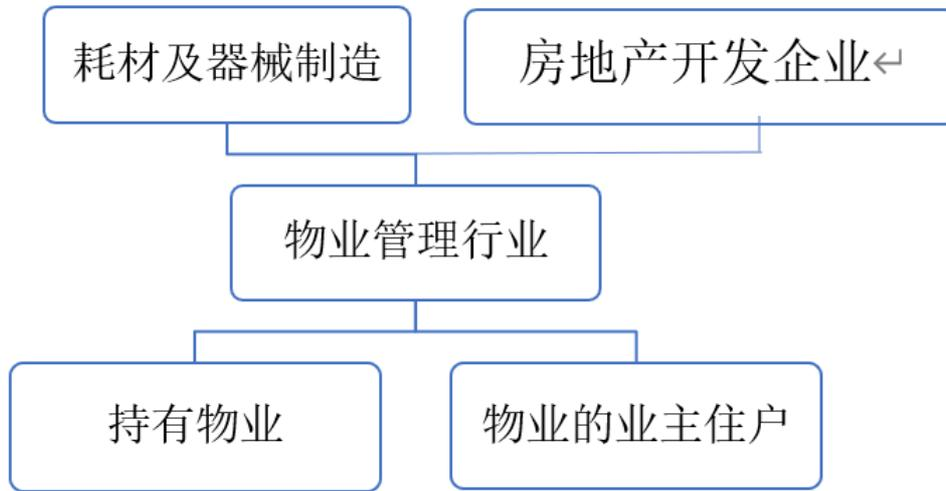 耗材及器械制造
房地产开发企业
物业管理行业
持有物业
物业的业主住户